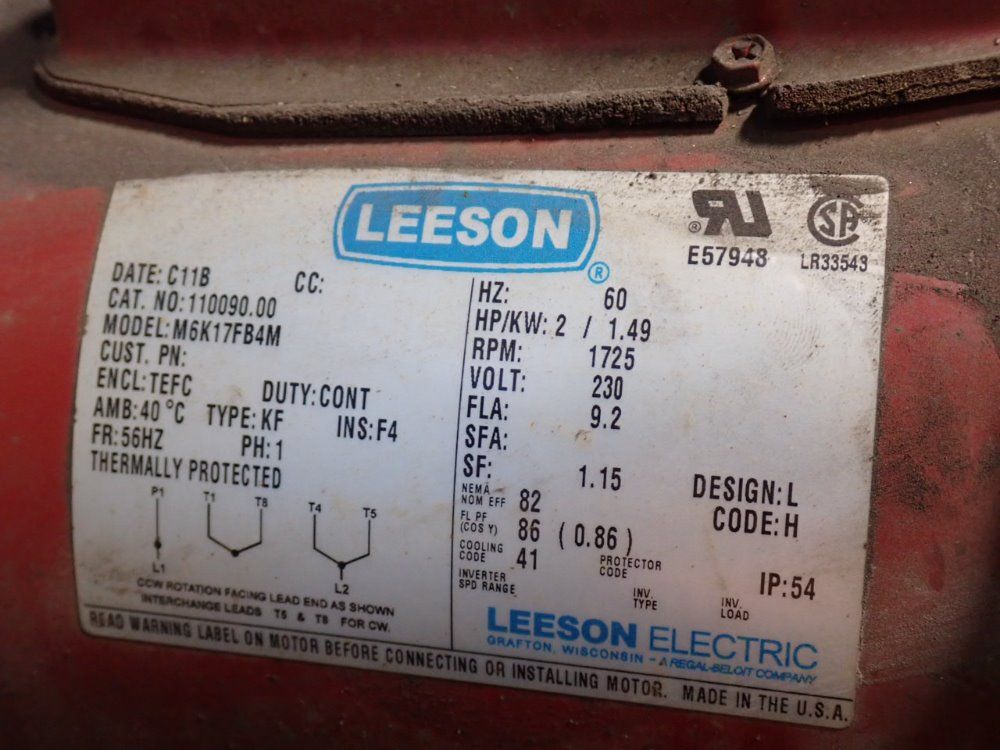 LEESON ®
UR ® E57948
SA LR33543
DATE: C11B CC:
CAT. NO: 110090.00
MODEL: M6K17FB4M
CUST. PN:
ENCL: TEFC DUTY: CONT
AMB: 40 °C TYPE: KF INS: F4
FR: 56HZ PH: 1
THERMALLY PROTECTED
P1 T1 T8 T4 T5
L1 L2
CCW ROTATION FACING LEAD END AS SHOWN
INTERCHANGE LEADS T5 & T8 FOR CW.
HZ: 60
HP/KW: 2 / 1.49
RPM: 1725
VOLT: 230
FLA: 9.2
SFA:
SF: 1.15
DESIGN: L
NEMA
NOM EFF 82
CODE: H
FL PF
(COS Y) 86 (0.86)
COOLING
CODE 41
PROTECTOR
CODE
IP: 54
INVERTER
SPD RANGE
INV.
TYPE
INV.
LOAD
LEESON ELECTRIC
GRAFTON, WISCONSIN - A REGAL-BELOIT COMPANY
READ WARNING LABEL ON MOTOR BEFORE CONNECTING OR INSTALLING MOTOR. MADE IN THE U.S.A.